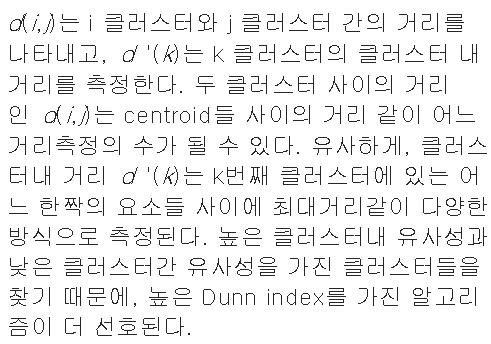 d(i,j)는 i 클러스터와 j 클러스터 간의 거리를
나타내고, d '(k)는 k 클러스터의 클러스터 내
거리를 측정한다. 두 클러스터 사이의 거리
인 d(i,j)는 centroid들 사이의 거리 같이 어느
거리측정의 수가 될 수 있다. 유사하게, 클러스
터내 거리 d '(k)는 k번째 클러스터에 있는 어
느 한짝의 요소들 사이에 최대거리같이 다양한
방식으로 측정된다. 높은 클러스터내 유사성과
낮은 클러스터간 유사성을 가진 클러스터들을
찾기 때문에, 높은 Dunn index를 가진 알고리
즘이 더 선호된다.